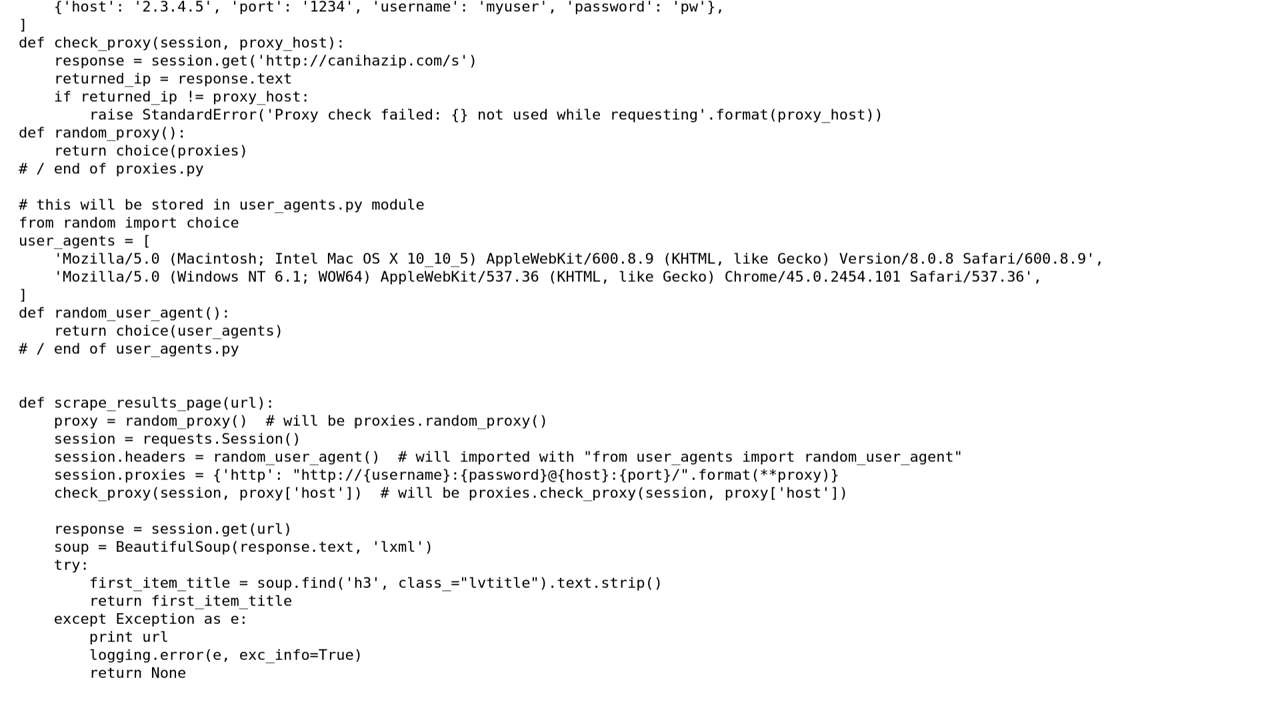 {'host': '2.3.4.5', 'port': '1234', 'username': 'myuser', 'password': 'pw'},
]
def check_proxy(session, proxy_host):
    response = session.get('http://canihazip.com/s')
    returned_ip = response.text
    if returned_ip != proxy_host:
        raise StandardError('Proxy check failed: {} not used while requesting'.format(proxy_host))
def random_proxy():
    return choice(proxies)
# / end of proxies.py

# this will be stored in user_agents.py module
from random import choice
user_agents = [
    'Mozilla/5.0 (Macintosh; Intel Mac OS X 10_10_5) AppleWebKit/600.8.9 (KHTML, like Gecko) Version/8.0.8 Safari/600.8.9',
    'Mozilla/5.0 (Windows NT 6.1; WOW64) AppleWebKit/537.36 (KHTML, like Gecko) Chrome/45.0.2454.101 Safari/537.36',
]
def random_user_agent():
    return choice(user_agents)
# / end of user_agents.py


def scrape_results_page(url):
    proxy = random_proxy()  # will be proxies.random_proxy()
    session = requests.Session()
    session.headers = random_user_agent()  # will imported with "from user_agents import random_user_agent"
    session.proxies = {'http': "http://{username}:{password}@{host}:{port}/".format(**proxy)}
    check_proxy(session, proxy['host'])  # will be proxies.check_proxy(session, proxy['host'])

    response = session.get(url)
    soup = BeautifulSoup(response.text, 'lxml')
    try:
        first_item_title = soup.find('h3', class_="lvtitle").text.strip()
        return first_item_title
    except Exception as e:
        print url
        logging.error(e, exc_info=True)
        return None